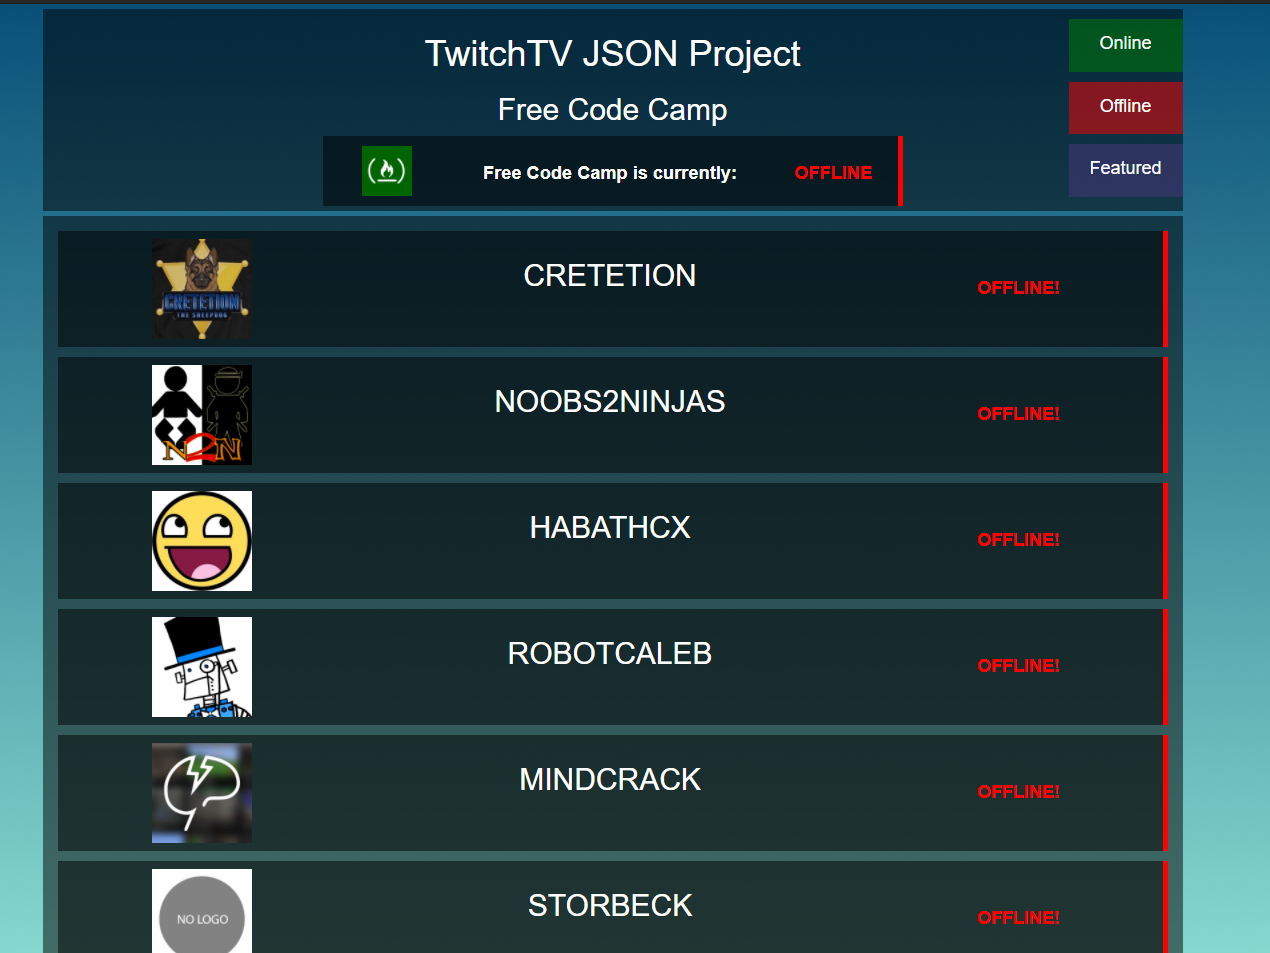 TwitchTV JSON Project
Free Code Camp
Free Code Camp is currently: OFFLINE
Online
Offline
Featured
CRETETION
THE SHEEPDOG
CRETETION
OFFLINE!
N2N
NOOBS2NINJAS
OFFLINE!
HABATHCX
OFFLINE!
ROBOTCALEB
OFFLINE!
MINDCRACK
OFFLINE!
NO LOGO
STORBECK
OFFLINE!